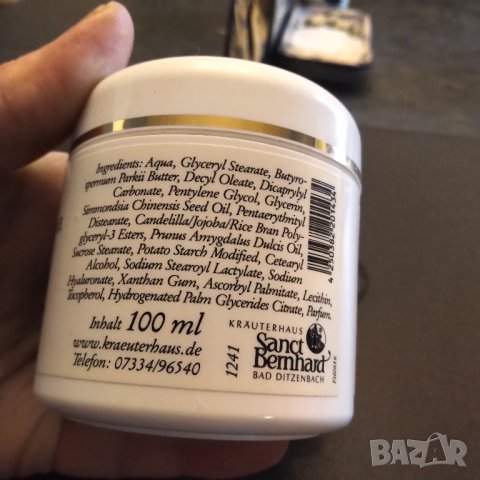 Ingredients: Aqua, Glyceryl Stearate, Butyro-
spermum Parkii Butter, Decyl Oleate, Dicaprylyl
Carbonate, Pentylene Glycol, Glycerin,
Simmondsia Chinensis Seed Oil, Pentaerythrityl
Distearate, Candelilla/Jojoba/Rice Bran Poly-
glyceryl-3 Esters, Prunus Amygdalus Dulcis Oil,
Sucrose Stearate, Potato Starch Modified, Cetearyl
Alcohol, Sodium Stearoyl Lactylate, Sodium
Hyaluronate, Xanthan Gum, Ascorbyl Palmitate, Lecithin,
Tocopherol, Hydrogenated Palm Glycerides Citrate, Parfum.
Inhalt 100 ml
www.kraeuterhaus.de
Telefon: 07334/96540
1241
KRÄUTERHAUS
Sanct
Bernhard
BAD DITZENBACH
BAZAR
.bg